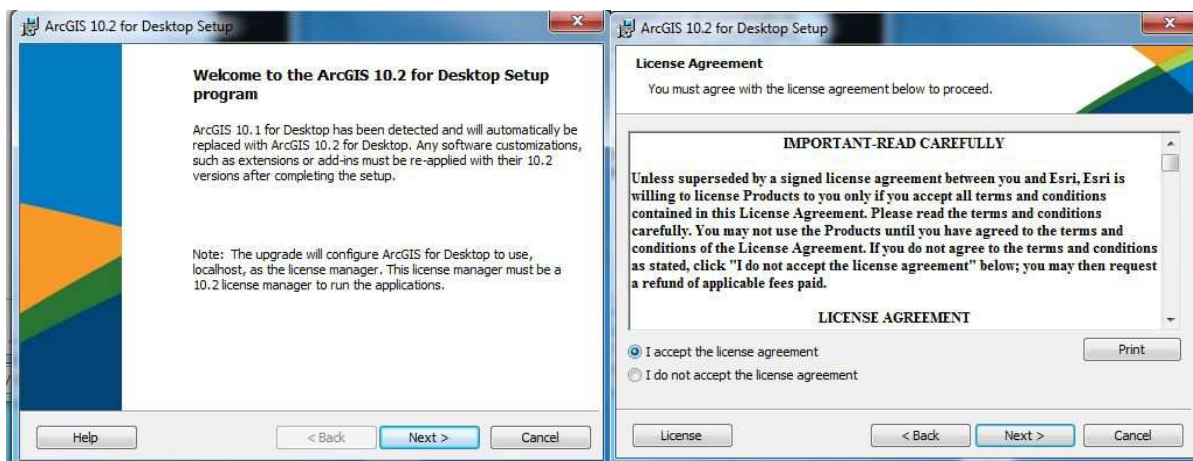 ArcGIS 10.2 for Desktop Setup
Welcome to the ArcGIS 10.2 for Desktop Setup
program
ArcGIS 10.1 for Desktop has been detected and will automatically be
replaced with ArcGIS 10.2 for Desktop. Any software customizations,
such as extensions or add-ins must be re-applied with their 10.2
versions after completing the setup.
Note: The upgrade will configure ArcGIS for Desktop to use,
localhost, as the license manager. This license manager must be a
10.2 license manager to run the applications.
Help
< Back
Next >
Cancel
ArcGIS 10.2 for Desktop Setup
License Agreement
You must agree with the license agreement below to proceed.
IMPORTANT-READ CAREFULLY
Unless superseded by a signed license agreement between you and Esri, Esri is
willing to license Products to you only if you accept all terms and conditions
contained in this License Agreement. Please read the terms and conditions
carefully. You may not use the Products until you have agreed to the terms and
conditions of the License Agreement. If you do not agree to the terms and conditions
as stated, click "I do not accept the license agreement" below; you may then request
a refund of applicable fees paid.
LICENSE AGREEMENT
I accept the license agreement
Print
I do not accept the license agreement
License
< Back
Next >
Cancel